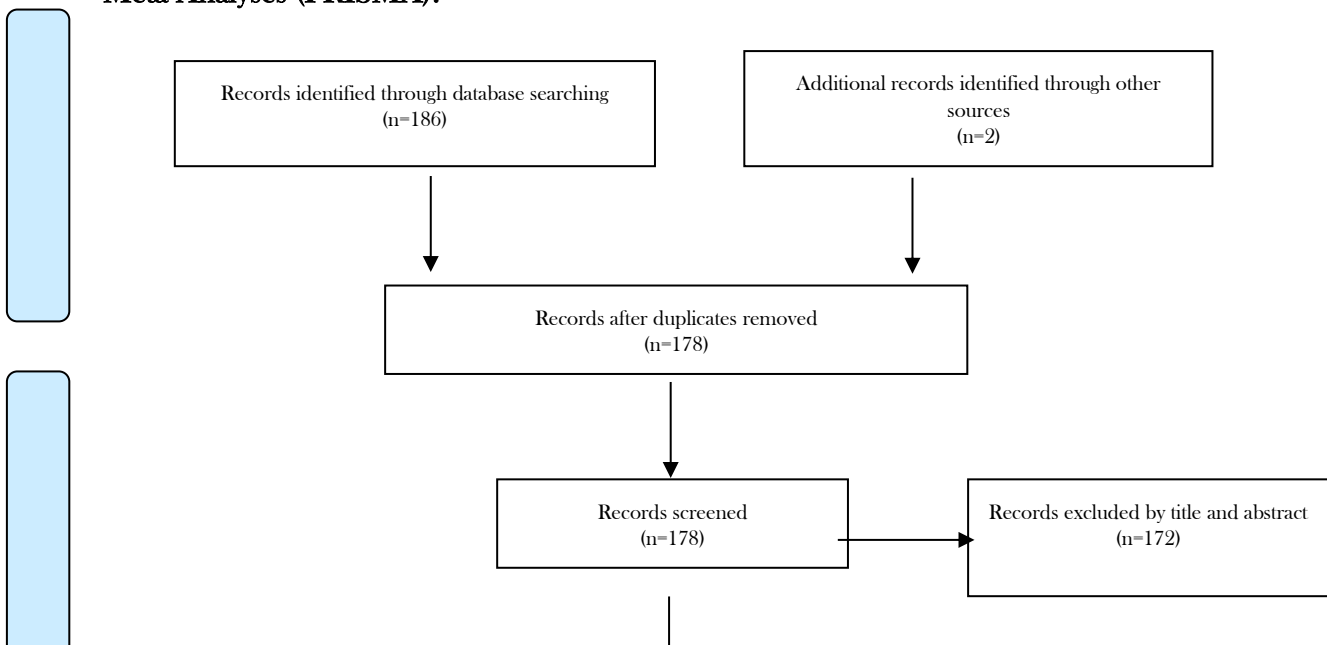 Meta Analyses (PRISMA).
Records identified through database searching
(n=186)
Additional records identified through other
sources
(n=2)
Records after duplicates removed
(n=178)
Records screened
(n=178)
Records excluded by title and abstract
(n=172)